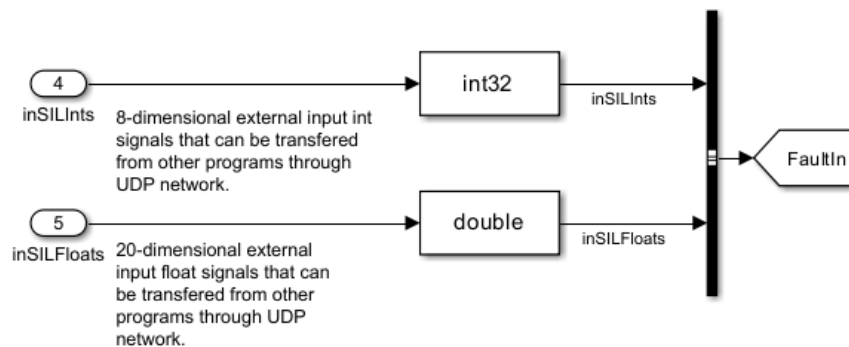 4
int32
inSILInts
inSILInts
8-dimensional external input int
signals that can be transfered
from other programs through
UDP network.
FaultIn
5
double
inSILFloats
inSILFloats
20-dimensional external
input float signals that can
be transfered from other
programs through UDP
network.